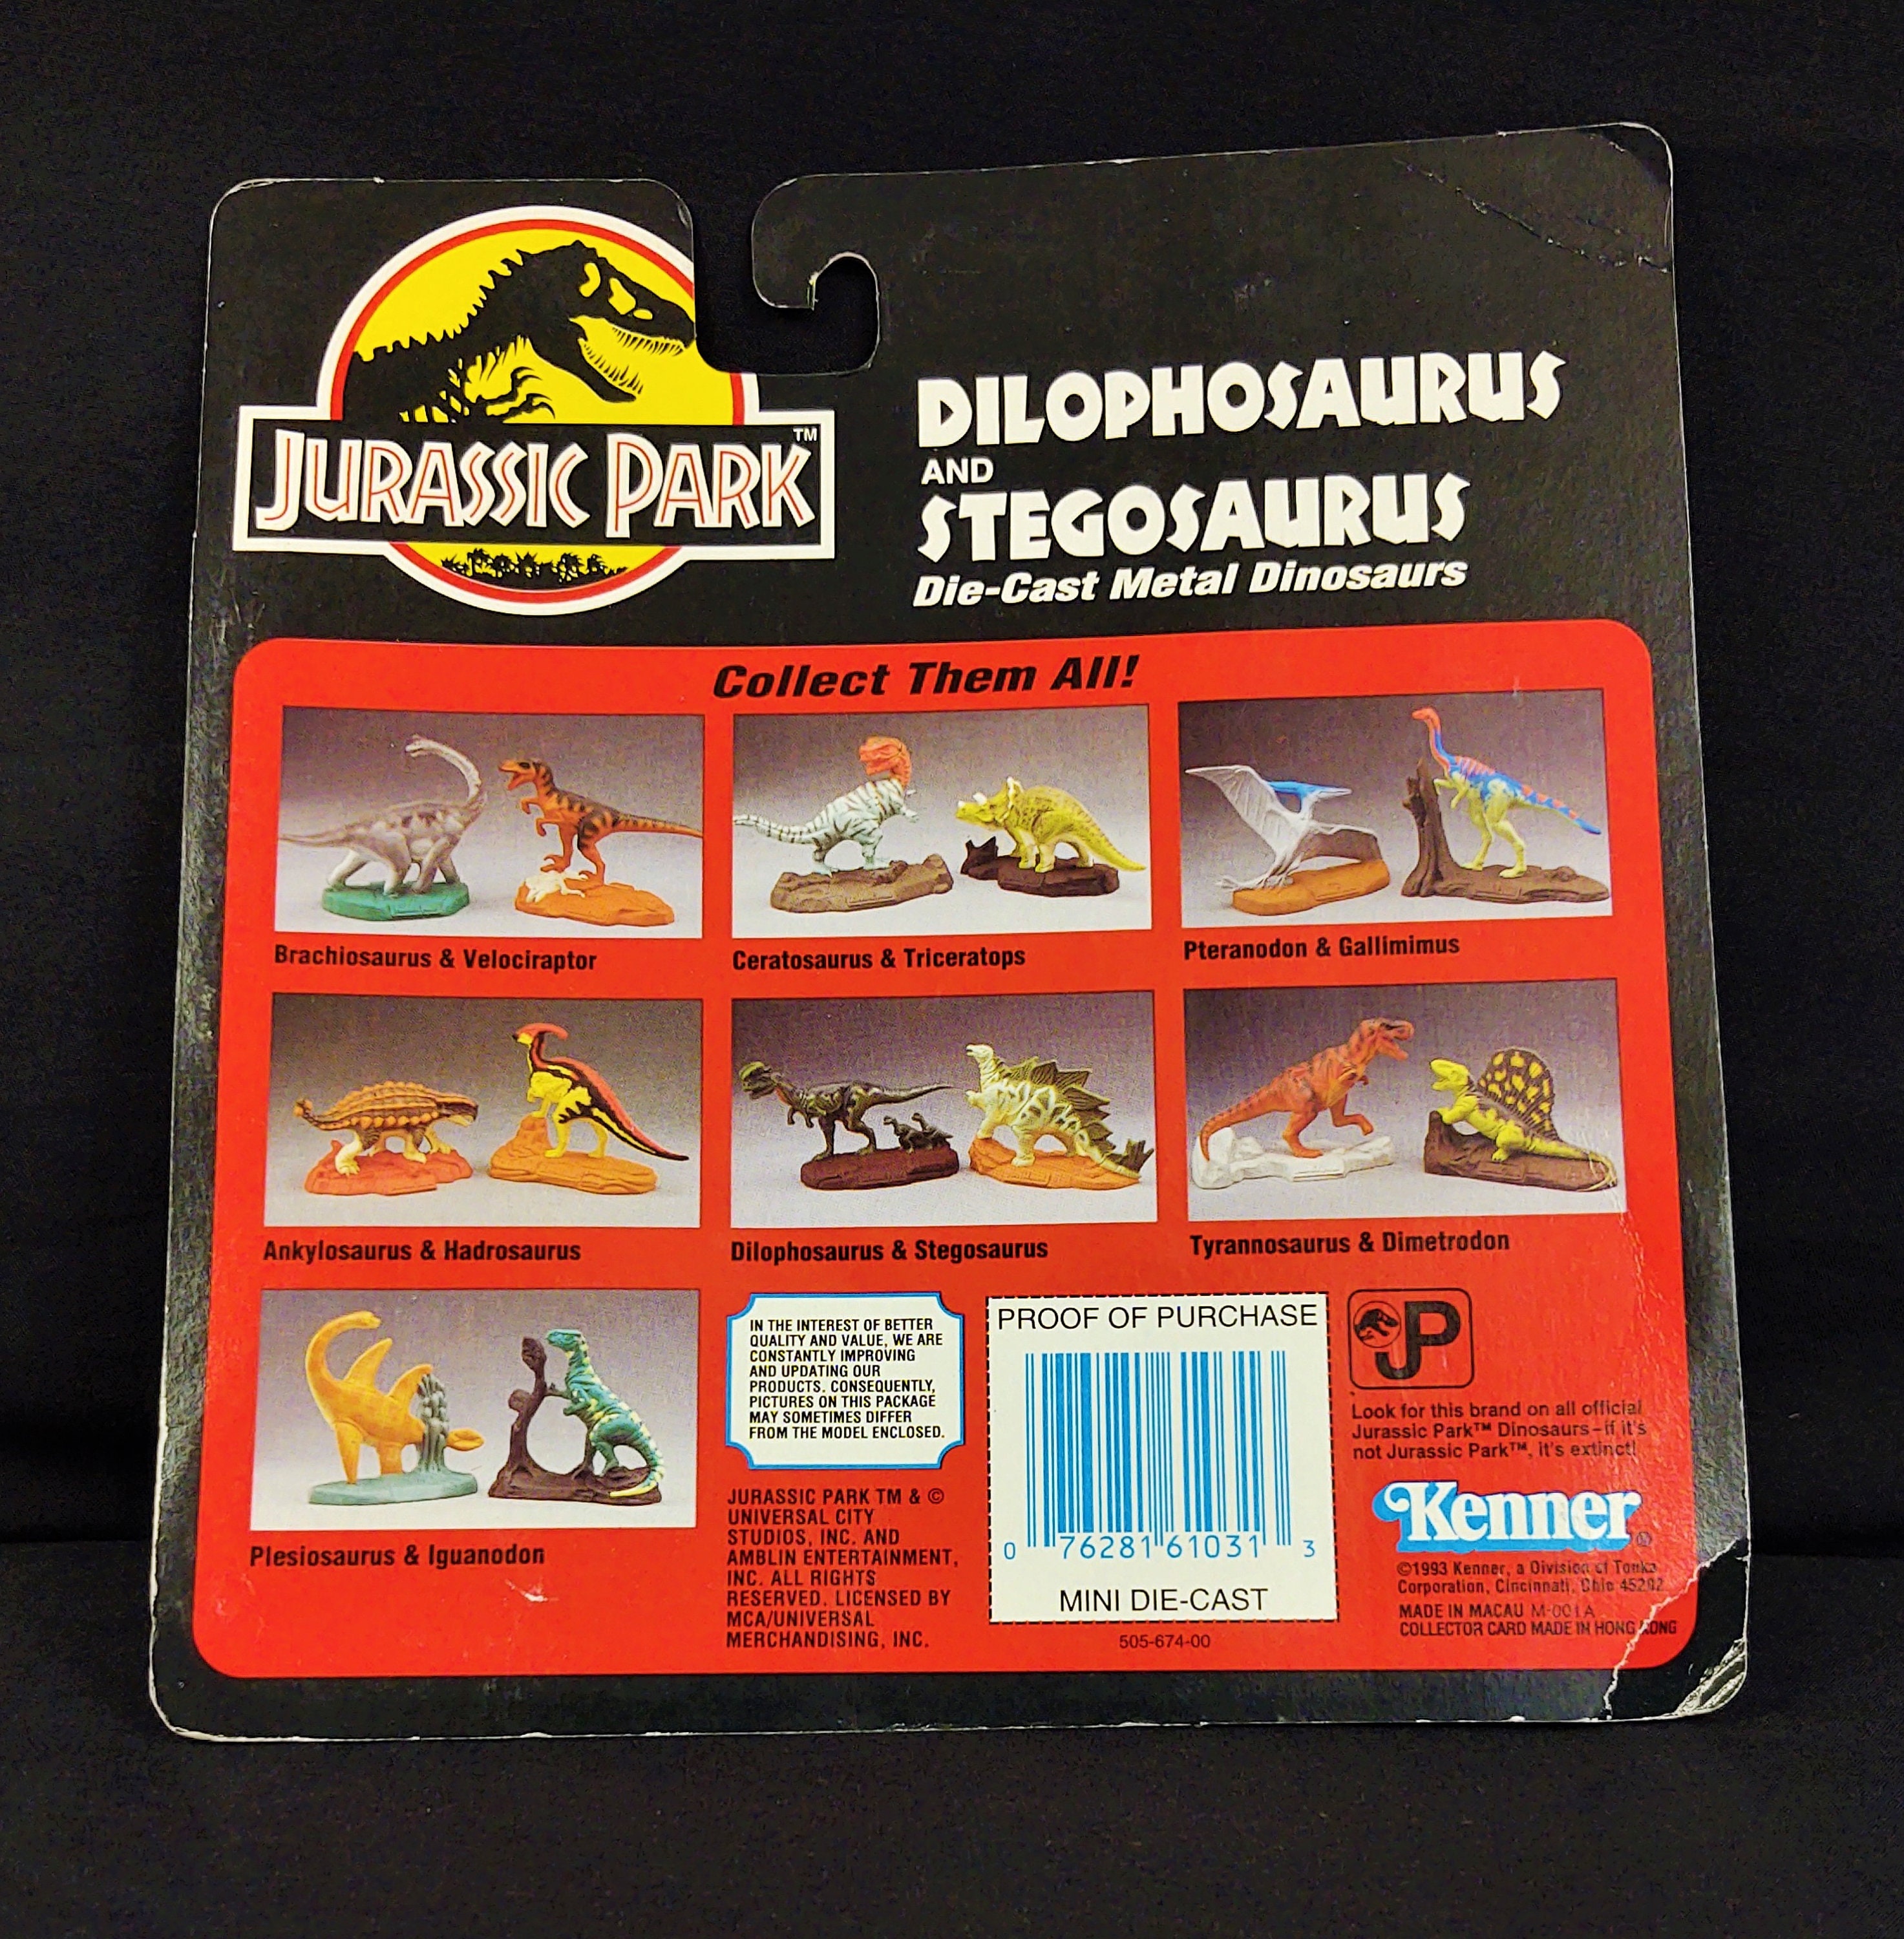 JURASSIC PARK™
DILOPHOSAURUS
AND
STEGOSAURUS
Die-Cast Metal Dinosaurs
Collect Them All!
Brachiosaurus & Velociraptor
Ceratosaurus & Triceratops
Pteranodon & Gallimimus
Ankylosaurus & Hadrosaurus
Dilophosaurus & Stegosaurus
Tyrannosaurus & Dimetrodon
Plesiosaurus & Iguanodon
IN THE INTEREST OF BETTER
QUALITY AND VALUE, WE ARE
CONSTANTLY IMPROVING
AND UPDATING OUR
PRODUCTS. CONSEQUENTLY,
PICTURES ON THIS PACKAGE
MAY SOMETIMES DIFFER
FROM THE MODEL ENCLOSED.
JURASSIC PARK TM & ©
UNIVERSAL CITY
STUDIOS, INC. AND
AMBLIN ENTERTAINMENT,
INC. ALL RIGHTS
RESERVED. LICENSED BY
MCA/UNIVERSAL
MERCHANDISING, INC.
PROOF OF PURCHASE
0 76281 61031 3
MINI DIE-CAST
505-674-00
JP
Look for this brand on all official
Jurassic Park™ Dinosaurs–if it's
not Jurassic Park™, it's extinct!
Kenner®
©1993 Kenner, a Division of Tonka
Corporation, Cincinnati, Ohio 45202
MADE IN MACAU M-001A
COLLECTOR CARD MADE IN HONG KONG